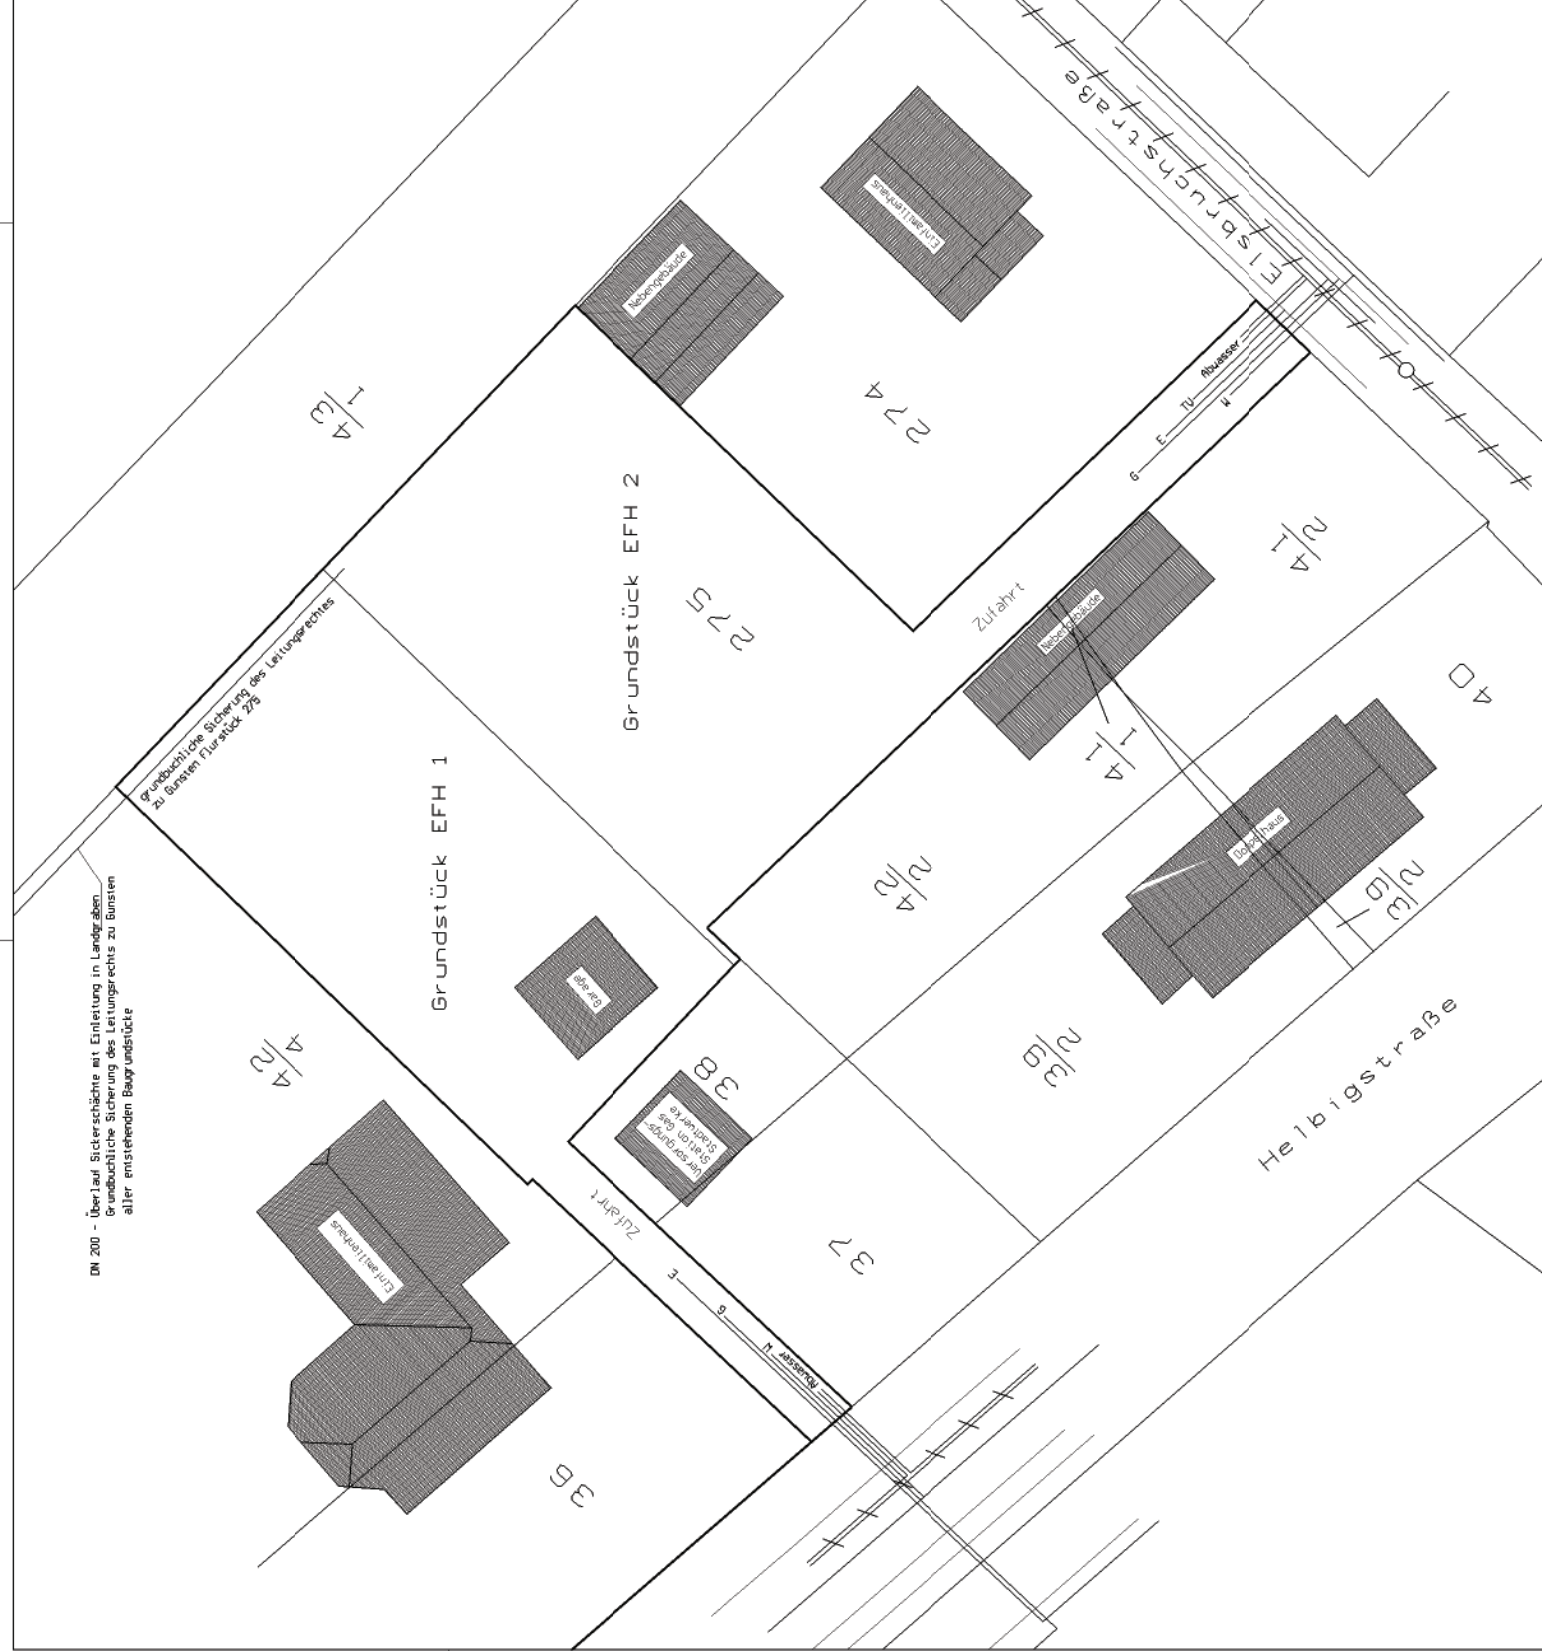 Elsbruchstraße
Einfamilienhaus
Nebengebäude
43
1
274
Abwasser
TV
W
E
G
Grundstück EFH 2
275
Zufahrt
Nebengebäude
41
2
41
1
40
grundbuchliche Sicherung des Leitungsrechtes
zu Gunsten Flurstück 275
Grundstück EFH 1
42
2
Doppelhaus
39
2
39
2
Garage
DN 200 - Überlauf Sickerschächte mit Einleitung in Landgraben
Grundbuchliche Sicherung des Leitungsrechts zu Gunsten
aller entstehenden Baugrundstücke
42
4
38
Versorgungs-
Station Gas
Stadtwerke
Helbigstraße
Zufahrt
37
Einfamilienhaus
E
G
W
Abwasser
36